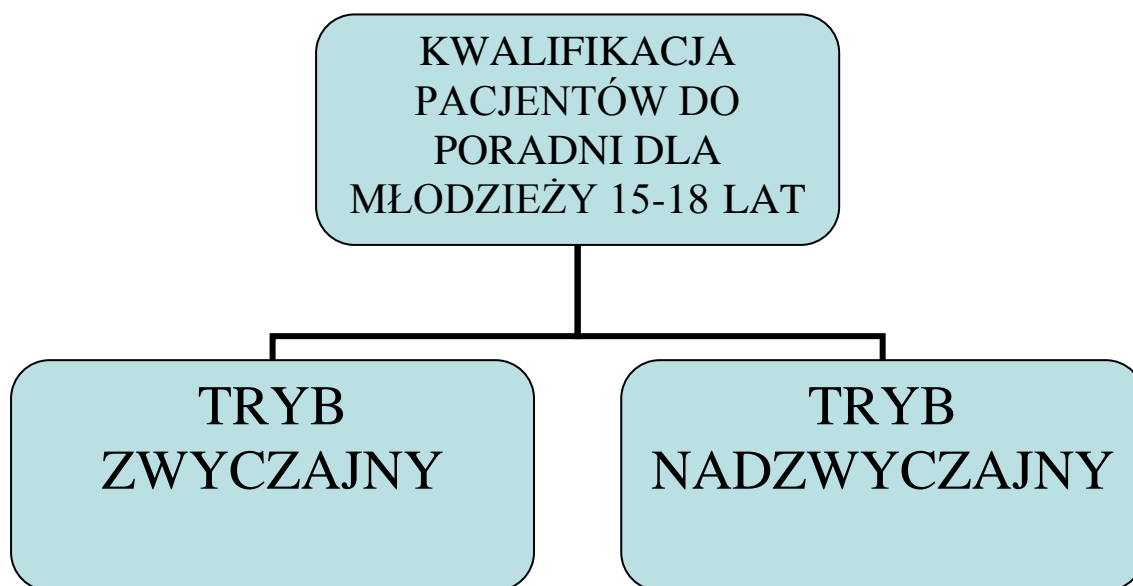 KWALIFIKACJA
PACJENTÓW DO
PORADNI DLA
MŁODZIEŻY 15-18 LAT
TRYB
ZWYCZAJNY
TRYB
NADZWYCZAJNY